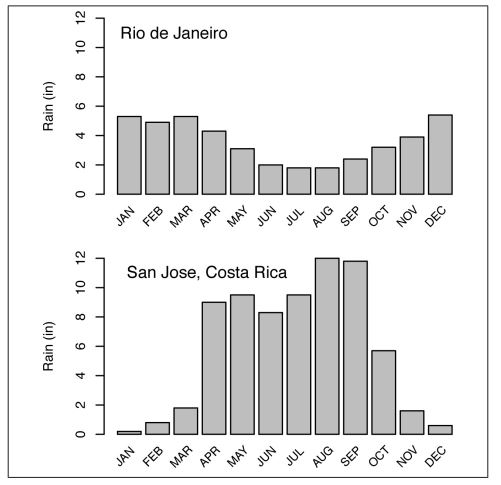 Rio de Janeiro
Rain (in)
12
10
8
6
4
2
0
JAN FEB MAR APR MAY JUN JUL AUG SEP OCT NOV DEC
San Jose, Costa Rica
Rain (in)
12
10
8
6
4
2
0
JAN FEB MAR APR MAY JUN JUL AUG SEP OCT NOV DEC